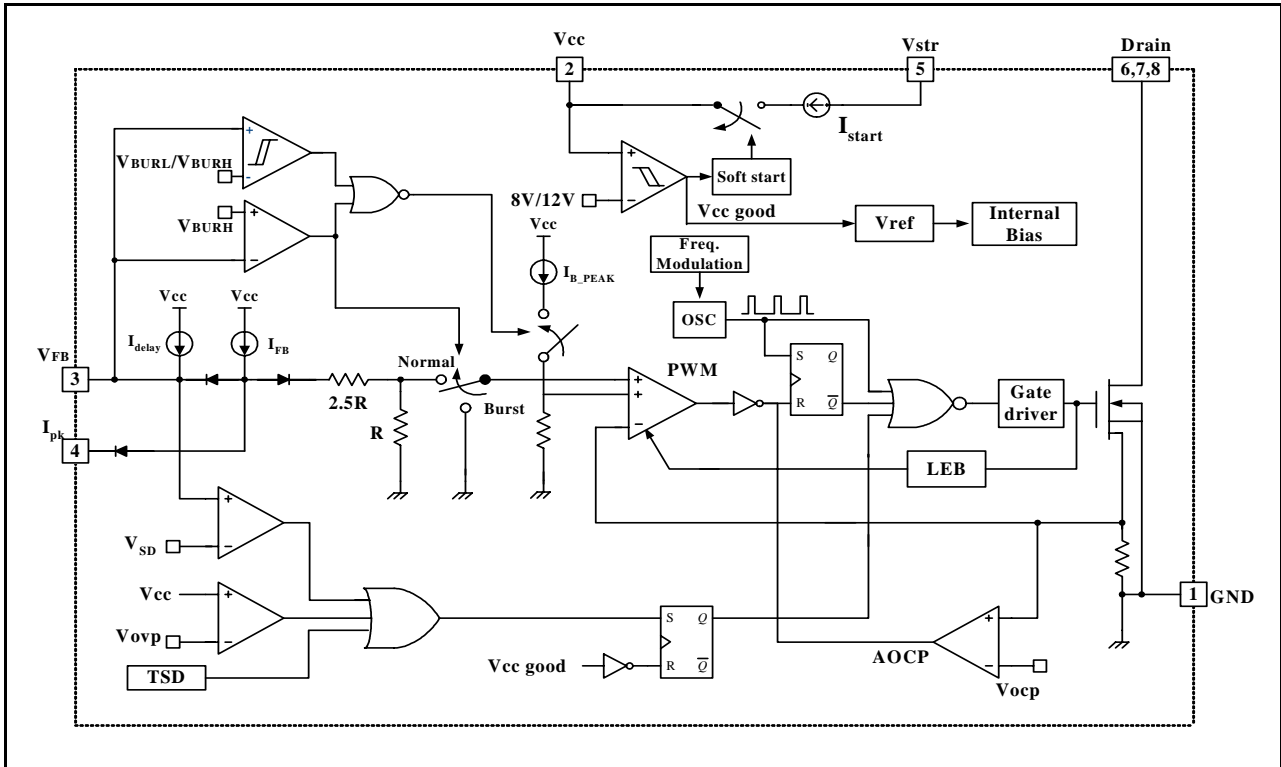 Vcc
2
Vstr
5
Drain
6,7,8
+
VBURL/VBURH
-
Istart
+
8V/12V
−
Soft start
Vcc good
Vref
Internal
Bias
+
VBURH
−
Vcc
IB_PEAK
Freq.
Modulation
OSC
Vcc
Vcc
Idelay
IFB
VFB
3
Normal
2.5R
Burst
R
Ipk
4
PWM
+
+
−
S
Q
R
Q
Gate
driver
LEB
+
VSD
−
Vcc
+
Vovp
−
TSD
S
Q
Vcc good
R
Q
AOCP
+
−
Vocp
1
GND